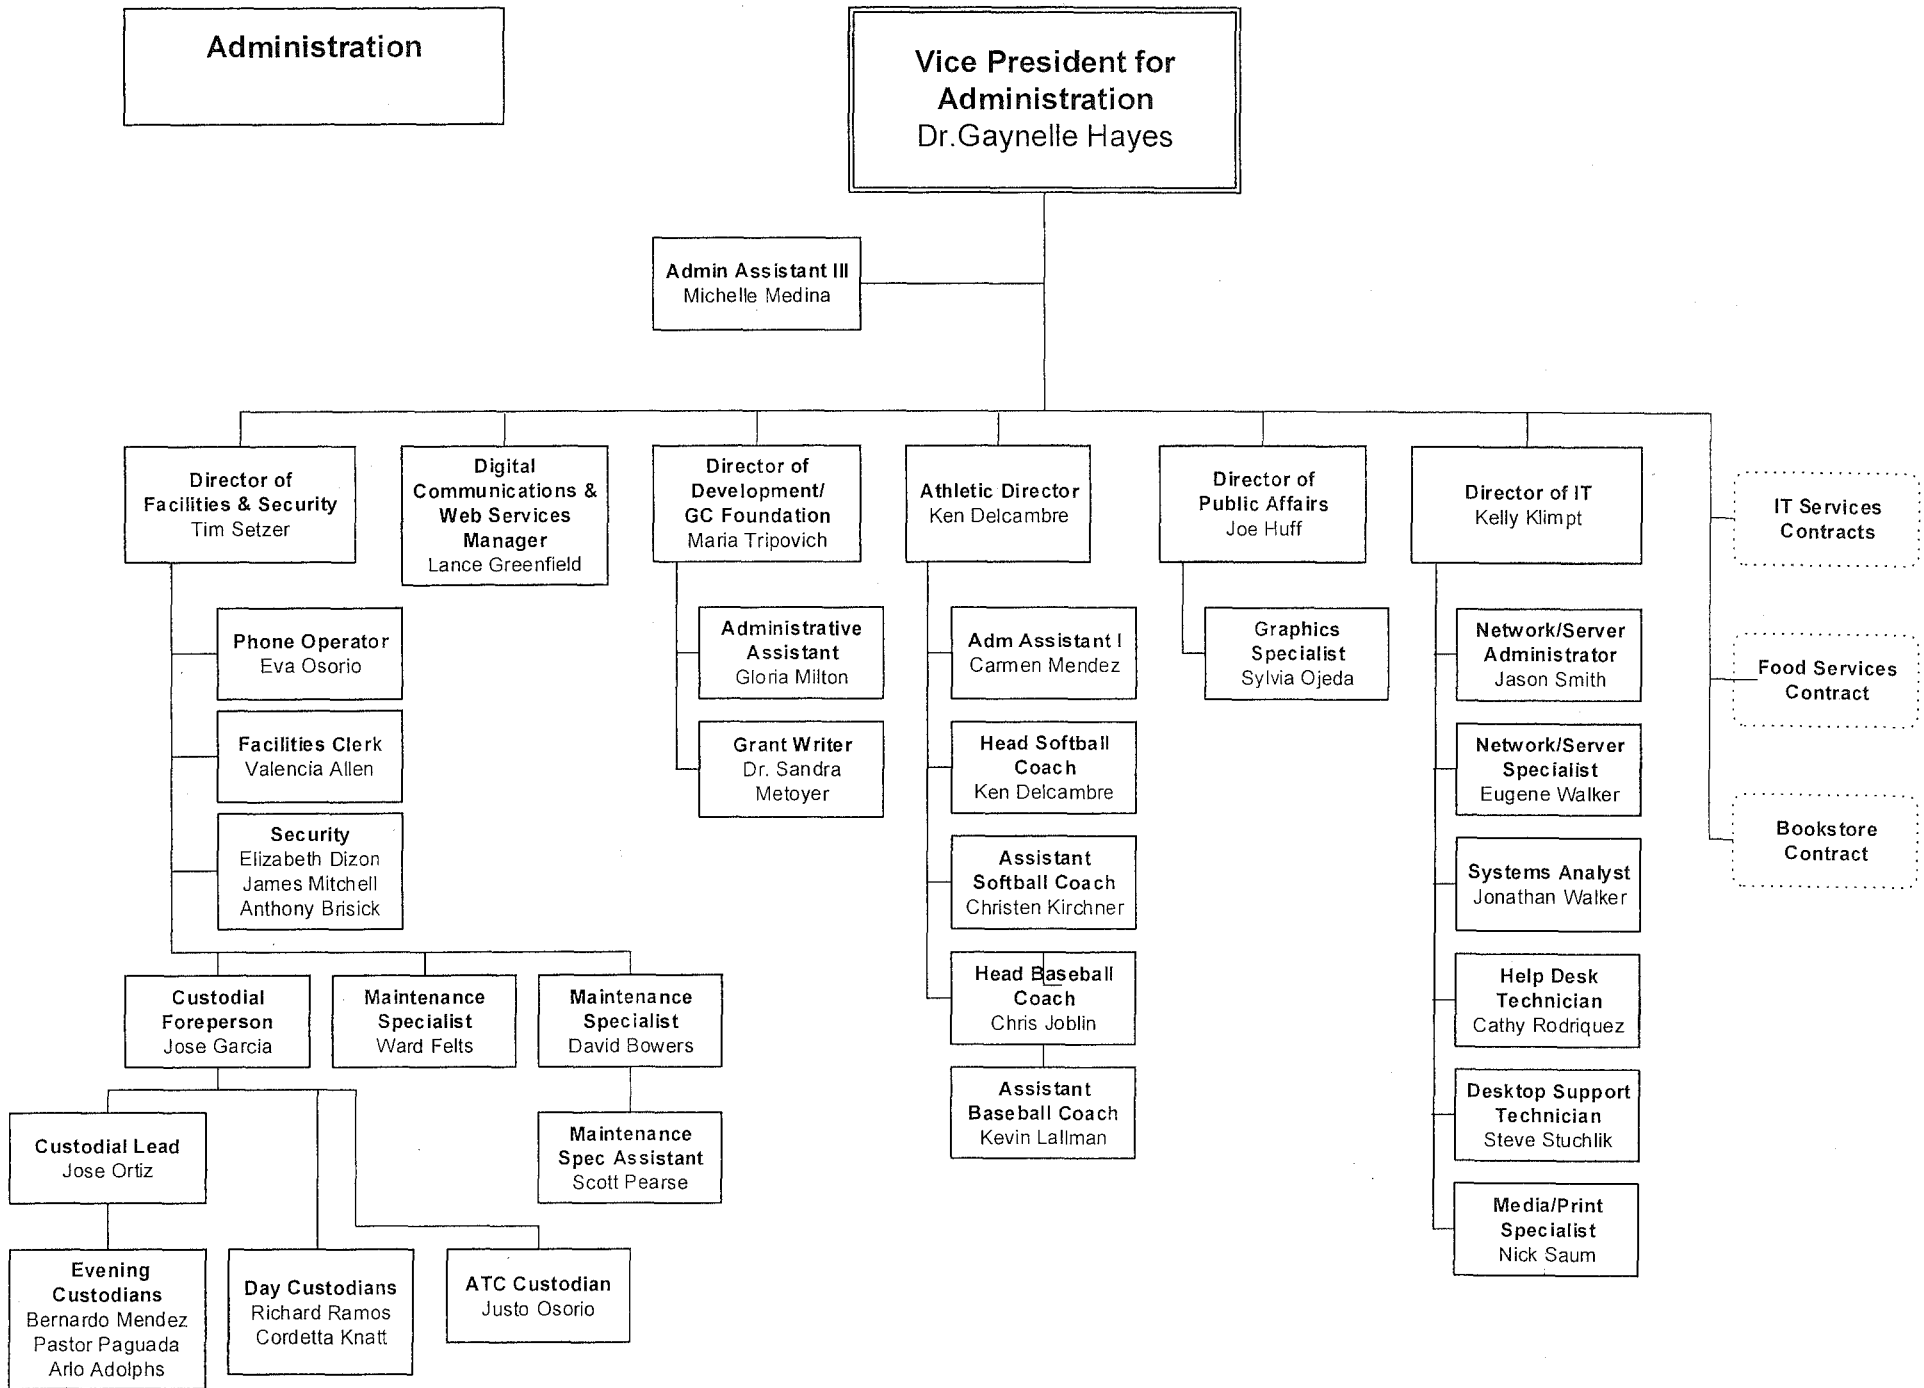 Administration
Vice President for
Administration
Dr.Gaynelle Hayes
Admin Assistant III
Michelle Medina
Director of
Facilities & Security
Tim Setzer
Digital
Communications &
Web Services
Manager
Lance Greenfield
Director of
Development/
GC Foundation
Maria Tripovich
Athletic Director
Ken Delcambre
Director of
Public Affairs
Joe Huff
Director of IT
Kelly Klimpt
IT Services
Contracts
Food Services
Contract
Bookstore
Contract
Phone Operator
Eva Osorio
Facilities Clerk
Valencia Allen
Security
Elizabeth Dizon
James Mitchell
Anthony Brisick
Administrative
Assistant
Gloria Milton
Grant Writer
Dr. Sandra
Metoyer
Adm Assistant I
Carmen Mendez
Head Softball
Coach
Ken Delcambre
Assistant
Softball Coach
Christen Kirchner
Head Baseball
Coach
Chris Joblin
Assistant
Baseball Coach
Kevin Lallman
Graphics
Specialist
Sylvia Ojeda
Network/Server
Administrator
Jason Smith
Network/Server
Specialist
Eugene Walker
Systems Analyst
Jonathan Walker
Help Desk
Technician
Cathy Rodriquez
Desktop Support
Technician
Steve Stuchlik
Media/Print
Specialist
Nick Saum
Custodial
Foreperson
Jose Garcia
Maintenance
Specialist
Ward Felts
Maintenance
Specialist
David Bowers
Maintenance
Spec Assistant
Scott Pearse
Custodial Lead
Jose Ortiz
Evening
Custodians
Bernardo Mendez
Pastor Paguada
Arlo Adolphs
Day Custodians
Richard Ramos
Cordetta Knatt
ATC Custodian
Justo Osorio